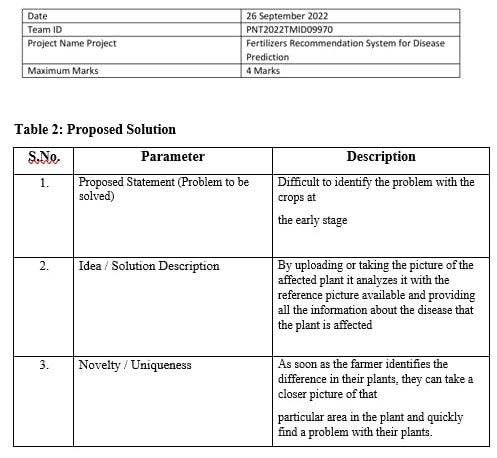 Date 26 September 2022
Team ID PNT2022TMID09970
Project Name Project Fertilizers Recommendation System for Disease
Prediction
Maximum Marks 4 Marks
Table 2: Proposed Solution
S.No. Parameter Description
1. Proposed Statement (Problem to be Difficult to identify the problem with the
solved) crops at
the early stage
2. Idea / Solution Description By uploading or taking the picture of the
affected plant it analyzes it with the
reference picture available and providing
all the information about the disease that
the plant is affected
3. Novelty / Uniqueness As soon as the farmer identifies the
difference in their plants, they can take a
closer picture of that
particular area in the plant and quickly
find a problem with their plants.